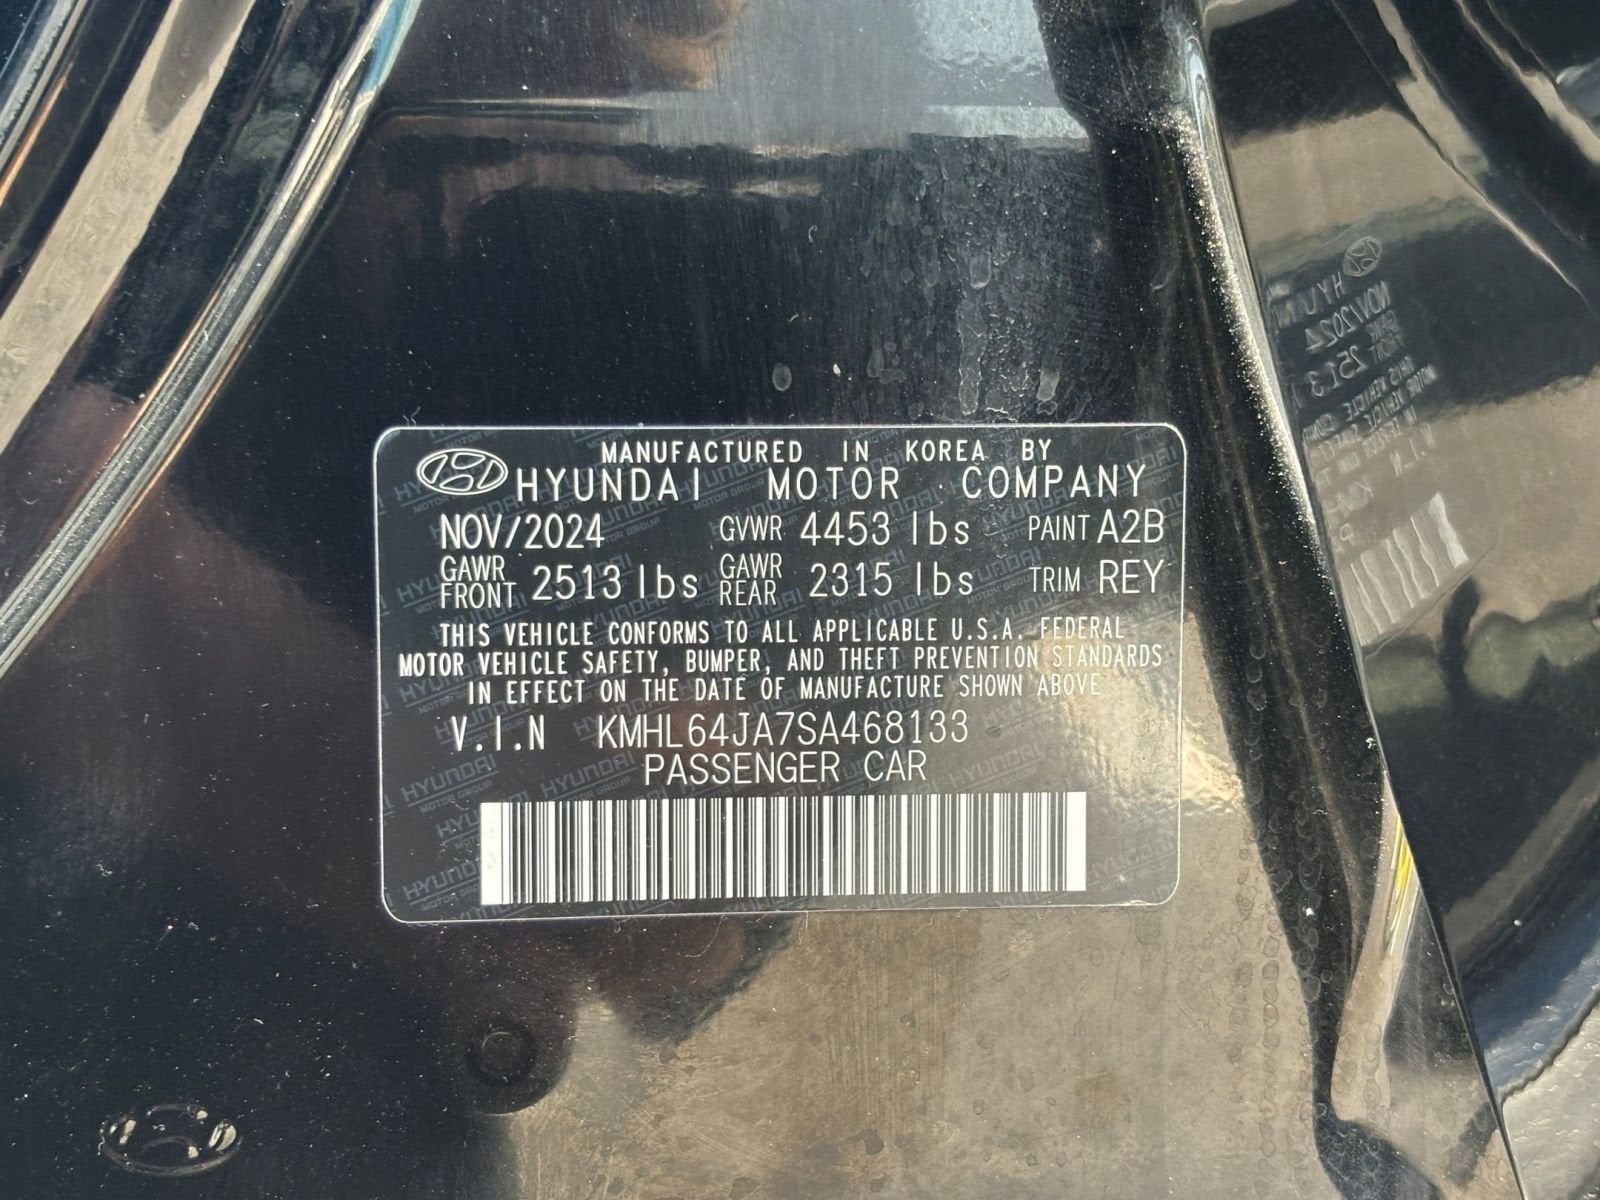 MANUFACTURED IN KOREA BY
HYUNDAI MOTOR COMPANY
NOV/2024 GVWR 4453 lbs PAINT A2B
GAWR FRONT 2513 lbs GAWR REAR 2315 lbs TRIM REY
THIS VEHICLE CONFORMS TO ALL APPLICABLE U.S.A. FEDERAL
MOTOR VEHICLE SAFETY, BUMPER, AND THEFT PREVENTION STANDARDS
IN EFFECT ON THE DATE OF MANUFACTURE SHOWN ABOVE
V.I.N KMHL64JA7SA468133
PASSENGER CAR